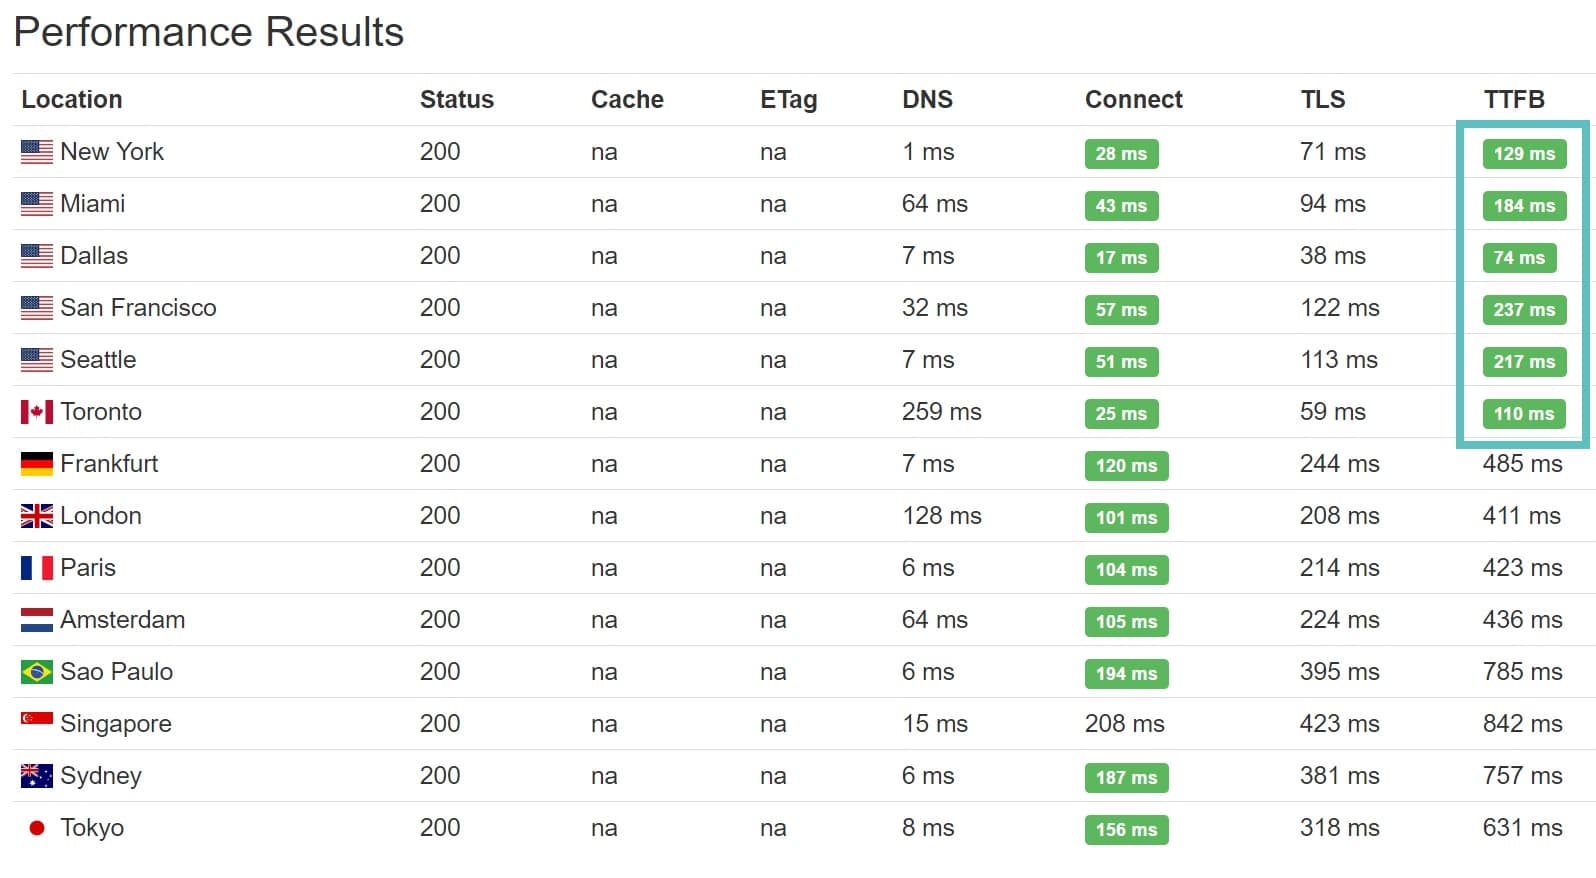 Performance Results
Location Status Cache ETag DNS Connect TLS TTFB
New York 200 na na 1 ms 28 ms 71 ms 129 ms
Miami 200 na na 64 ms 43 ms 94 ms 184 ms
Dallas 200 na na 7 ms 17 ms 38 ms 74 ms
San Francisco 200 na na 32 ms 57 ms 122 ms 237 ms
Seattle 200 na na 7 ms 51 ms 113 ms 217 ms
Toronto 200 na na 259 ms 25 ms 59 ms 110 ms
Frankfurt 200 na na 7 ms 120 ms 244 ms 485 ms
London 200 na na 128 ms 101 ms 208 ms 411 ms
Paris 200 na na 6 ms 104 ms 214 ms 423 ms
Amsterdam 200 na na 64 ms 105 ms 224 ms 436 ms
Sao Paulo 200 na na 6 ms 194 ms 395 ms 785 ms
Singapore 200 na na 15 ms 208 ms 423 ms 842 ms
Sydney 200 na na 6 ms 187 ms 381 ms 757 ms
Tokyo 200 na na 8 ms 156 ms 318 ms 631 ms